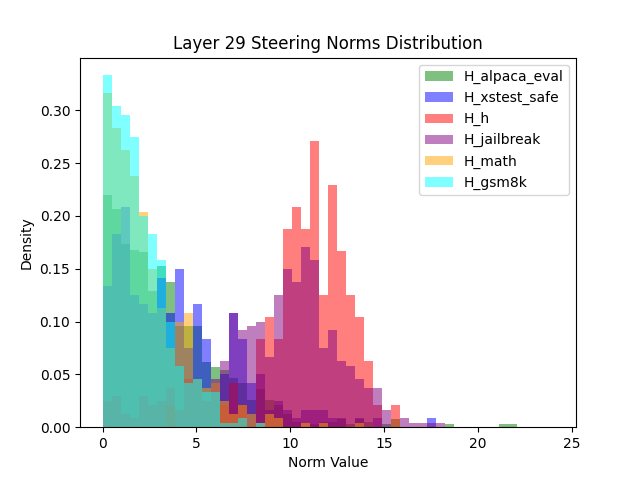 Layer 29 Steering Norms Distribution
H_alpaca_eval
H_xstest_safe
H_h
H_jailbreak
H_math
H_gsm8k
Density
0.30
0.25
0.20
0.15
0.10
0.05
0.00
0 5 10 15 20 25
Norm Value